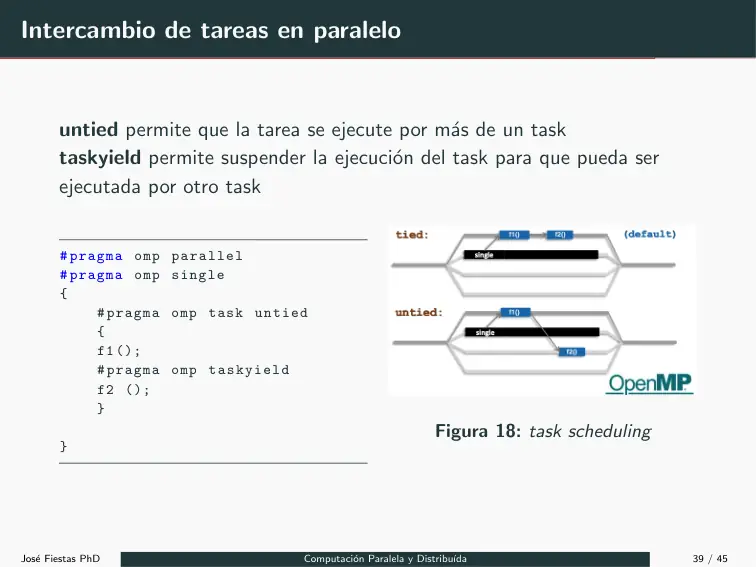 Intercambio de tareas en paralelo
untied permite que la tarea se ejecute por más de un task
taskyield permite suspender la ejecución del task para que pueda ser
ejecutada por otro task
#pragma omp parallel
#pragma omp single
{
#pragma omp task untied
{
f1();
#pragma omp taskyield
f2 ();
}
}
tied:
f1()
f2()
(default)
single
untied:
f1()
single
f2()
OpenMP
Figura 18: task scheduling
José Fiestas PhD
Computación Paralela y Distribuída
39 / 45